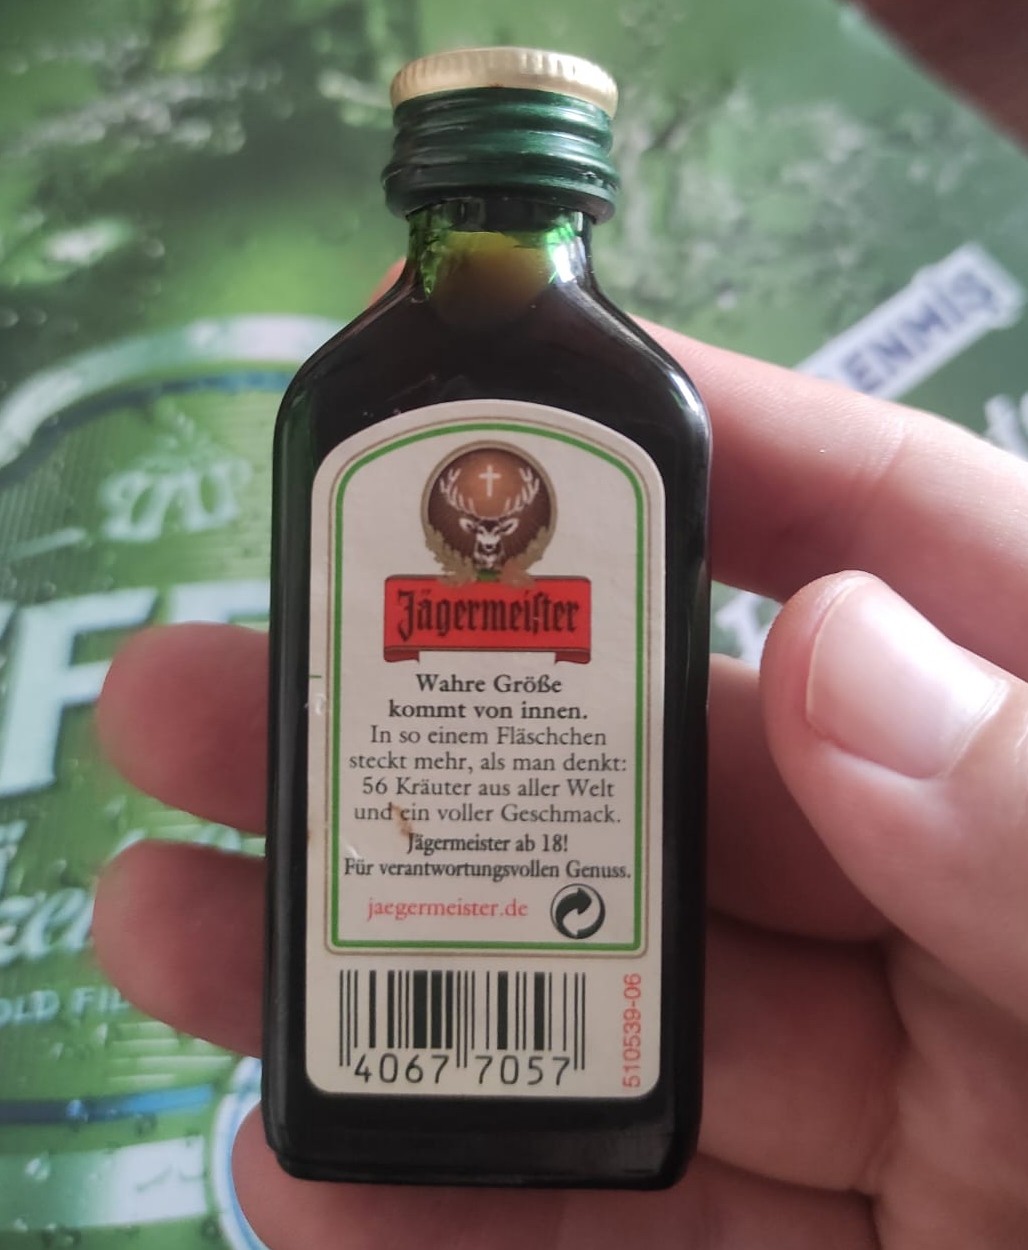 Jägermeiſter
Wahre Größe
kommt von innen.
In so einem Fläschchen
steckt mehr, als man denkt:
56 Kräuter aus aller Welt
und ein voller Geschmack.
Jägermeister ab 18!
Für verantwortungsvollen Genuss.
jaegermeister.de
4067 7057
510539-06